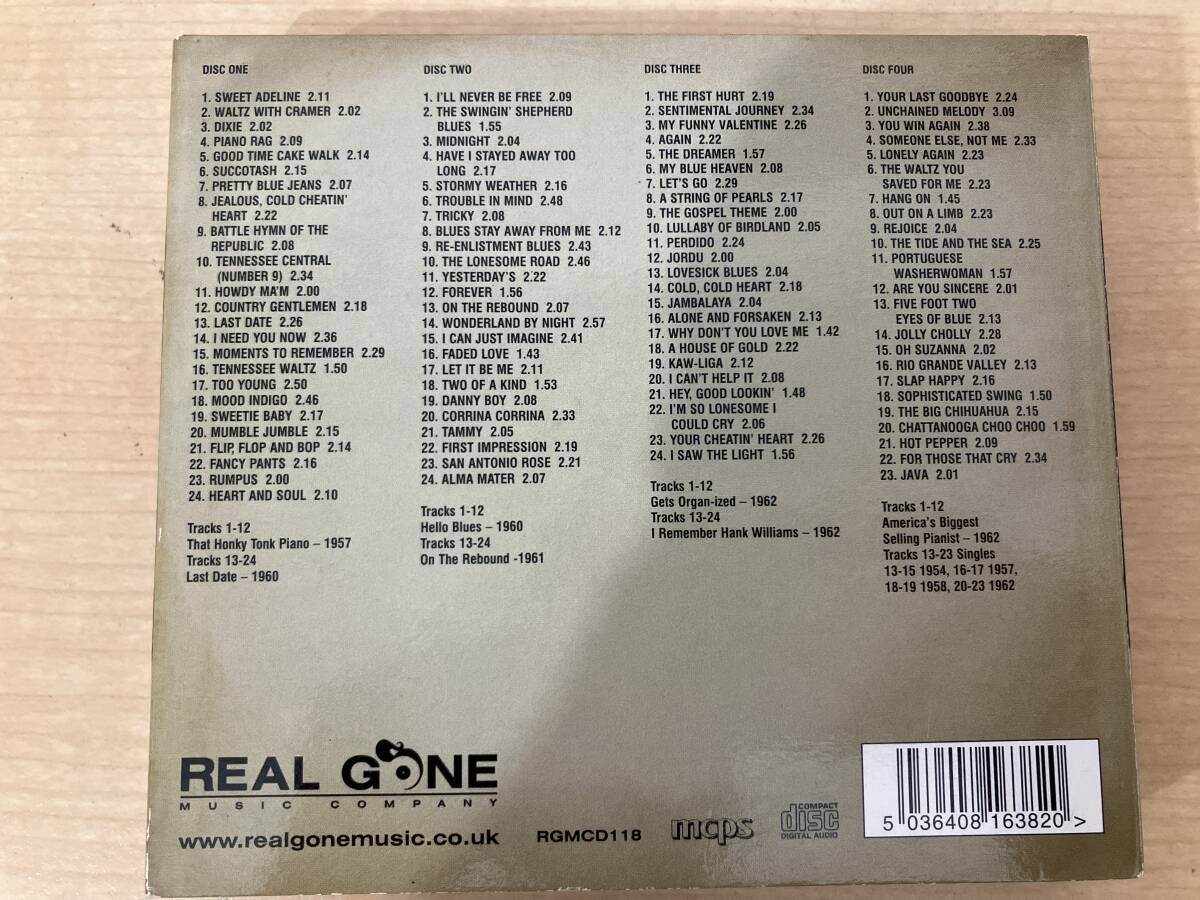 DISC ONE
1. SWEET ADELINE 2.11
2. WALTZ WITH CRAMER 2.02
3. DIXIE 2.02
4. PIANO RAG 2.09
5. GOOD TIME CAKE WALK 2.14
6. SUCCOTASH 2.15
7. PRETTY BLUE JEANS 2.07
8. JEALOUS, COLD CHEATIN'
HEART 2.22
9. BATTLE HYMN OF THE
REPUBLIC 2.08
10. TENNESSEE CENTRAL
(NUMBER 9) 2.34
11. HOWDY MA'M 2.00
12. COUNTRY GENTLEMEN 2.18
13. LAST DATE 2.26
14. I NEED YOU NOW 2.36
15. MOMENTS TO REMEMBER 2.29
16. TENNESSEE WALTZ 1.50
17. TOO YOUNG 2.50
18. MOOD INDIGO 2.46
19. SWEETIE BABY 2.17
20. MUMBLE JUMBLE 2.15
21. FLIP, FLOP AND BOP 2.14
22. FANCY PANTS 2.16
23. RUMPUS 2.00
24. HEART AND SOUL 2.10
Tracks 1-12
That Honky Tonk Piano – 1957
Tracks 13-24
Last Date – 1960
DISC TWO
1. I'LL NEVER BE FREE 2.09
2. THE SWINGIN' SHEPHERD
BLUES 1.55
3. MIDNIGHT 2.04
4. HAVE I STAYED AWAY TOO
LONG 2.17
5. STORMY WEATHER 2.16
6. TROUBLE IN MIND 2.48
7. TRICKY 2.08
8. BLUES STAY AWAY FROM ME 2.12
9. RE-ENLISTMENT BLUES 2.43
10. THE LONESOME ROAD 2.46
11. YESTERDAY'S 2.22
12. FOREVER 1.56
13. ON THE REBOUND 2.07
14. WONDERLAND BY NIGHT 2.57
15. I CAN JUST IMAGINE 2.41
16. FADED LOVE 1.43
17. LET IT BE ME 2.11
18. TWO OF A KIND 1.53
19. DANNY BOY 2.08
20. CORRINA CORRINA 2.33
21. TAMMY 2.05
22. FIRST IMPRESSION 2.19
23. SAN ANTONIO ROSE 2.21
24. ALMA MATER 2.07
Tracks 1-12
Hello Blues – 1960
Tracks 13-24
On The Rebound -1961
DISC THREE
1. THE FIRST HURT 2.19
2. SENTIMENTAL JOURNEY 2.34
3. MY FUNNY VALENTINE 2.26
4. AGAIN 2.22
5. THE DREAMER 1.57
6. MY BLUE HEAVEN 2.08
7. LET'S GO 2.29
8. A STRING OF PEARLS 2.17
9. THE GOSPEL THEME 2.00
10. LULLABY OF BIRDLAND 2.05
11. PERDIDO 2.24
12. JORDU 2.00
13. LOVESICK BLUES 2.04
14. COLD, COLD HEART 2.18
15. JAMBALAYA 2.04
16. ALONE AND FORSAKEN 2.13
17. WHY DON'T YOU LOVE ME 1.42
18. A HOUSE OF GOLD 2.22
19. KAW-LIGA 2.12
20. I CAN'T HELP IT 2.08
21. HEY, GOOD LOOKIN' 1.48
22. I'M SO LONESOME I
COULD CRY 2.06
23. YOUR CHEATIN' HEART 2.26
24. I SAW THE LIGHT 1.56
Tracks 1-12
Gets Organ-ized – 1962
Tracks 13-24
I Remember Hank Williams – 1962
DISC FOUR
1. YOUR LAST GOODBYE 2.24
2. UNCHAINED MELODY 3.09
3. YOU WIN AGAIN 2.38
4. SOMEONE ELSE, NOT ME 2.33
5. LONELY AGAIN 2.23
6. THE WALTZ YOU
SAVED FOR ME 2.23
7. HANG ON 1.45
8. OUT ON A LIMB 2.23
9. REJOICE 2.04
10. THE TIDE AND THE SEA 2.25
11. PORTUGUESE
WASHERWOMAN 1.57
12. ARE YOU SINCERE 2.01
13. FIVE FOOT TWO
EYES OF BLUE 2.13
14. JOLLY CHOLLY 2.28
15. OH SUZANNA 2.02
16. RIO GRANDE VALLEY 2.13
17. SLAP HAPPY 2.16
18. SOPHISTICATED SWING 1.50
19. THE BIG CHIHUAHUA 2.15
20. CHATTANOOGA CHOO CHOO 1.59
21. HOT PEPPER 2.09
22. FOR THOSE THAT CRY 2.34
23. JAVA 2.01
Tracks 1-12
America's Biggest
Selling Pianist – 1962
Tracks 13-23 Singles
13-15 1954, 16-17 1957,
18-19 1958, 20-23 1962
REAL GONE
MUSIC COMPANY
www.realgonemusic.co.uk
RGMCD118
mcps
COMPACT
disc
DIGITAL AUDIO
5 036408 163820 >